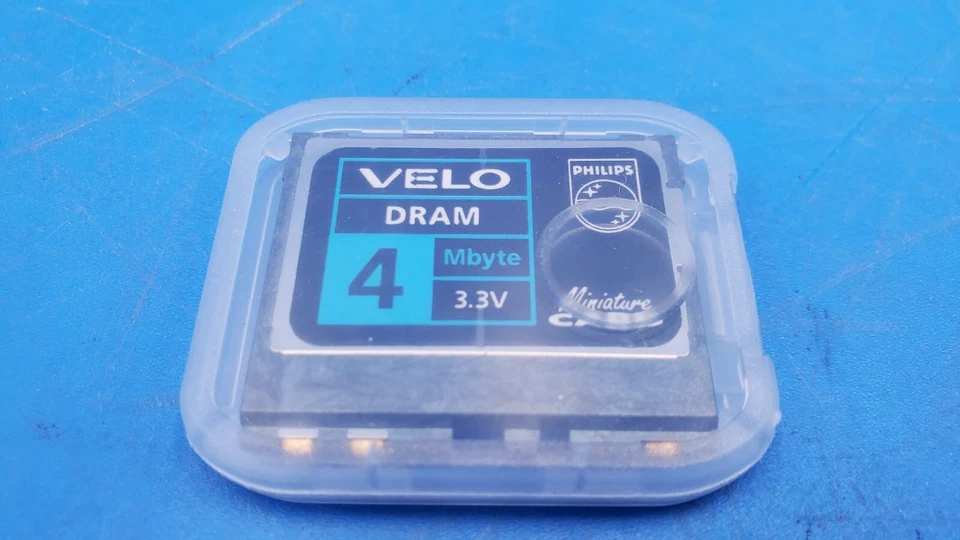 VELO
DRAM
4
Mbyte
3.3V
PHILIPS
Miniature
CARD